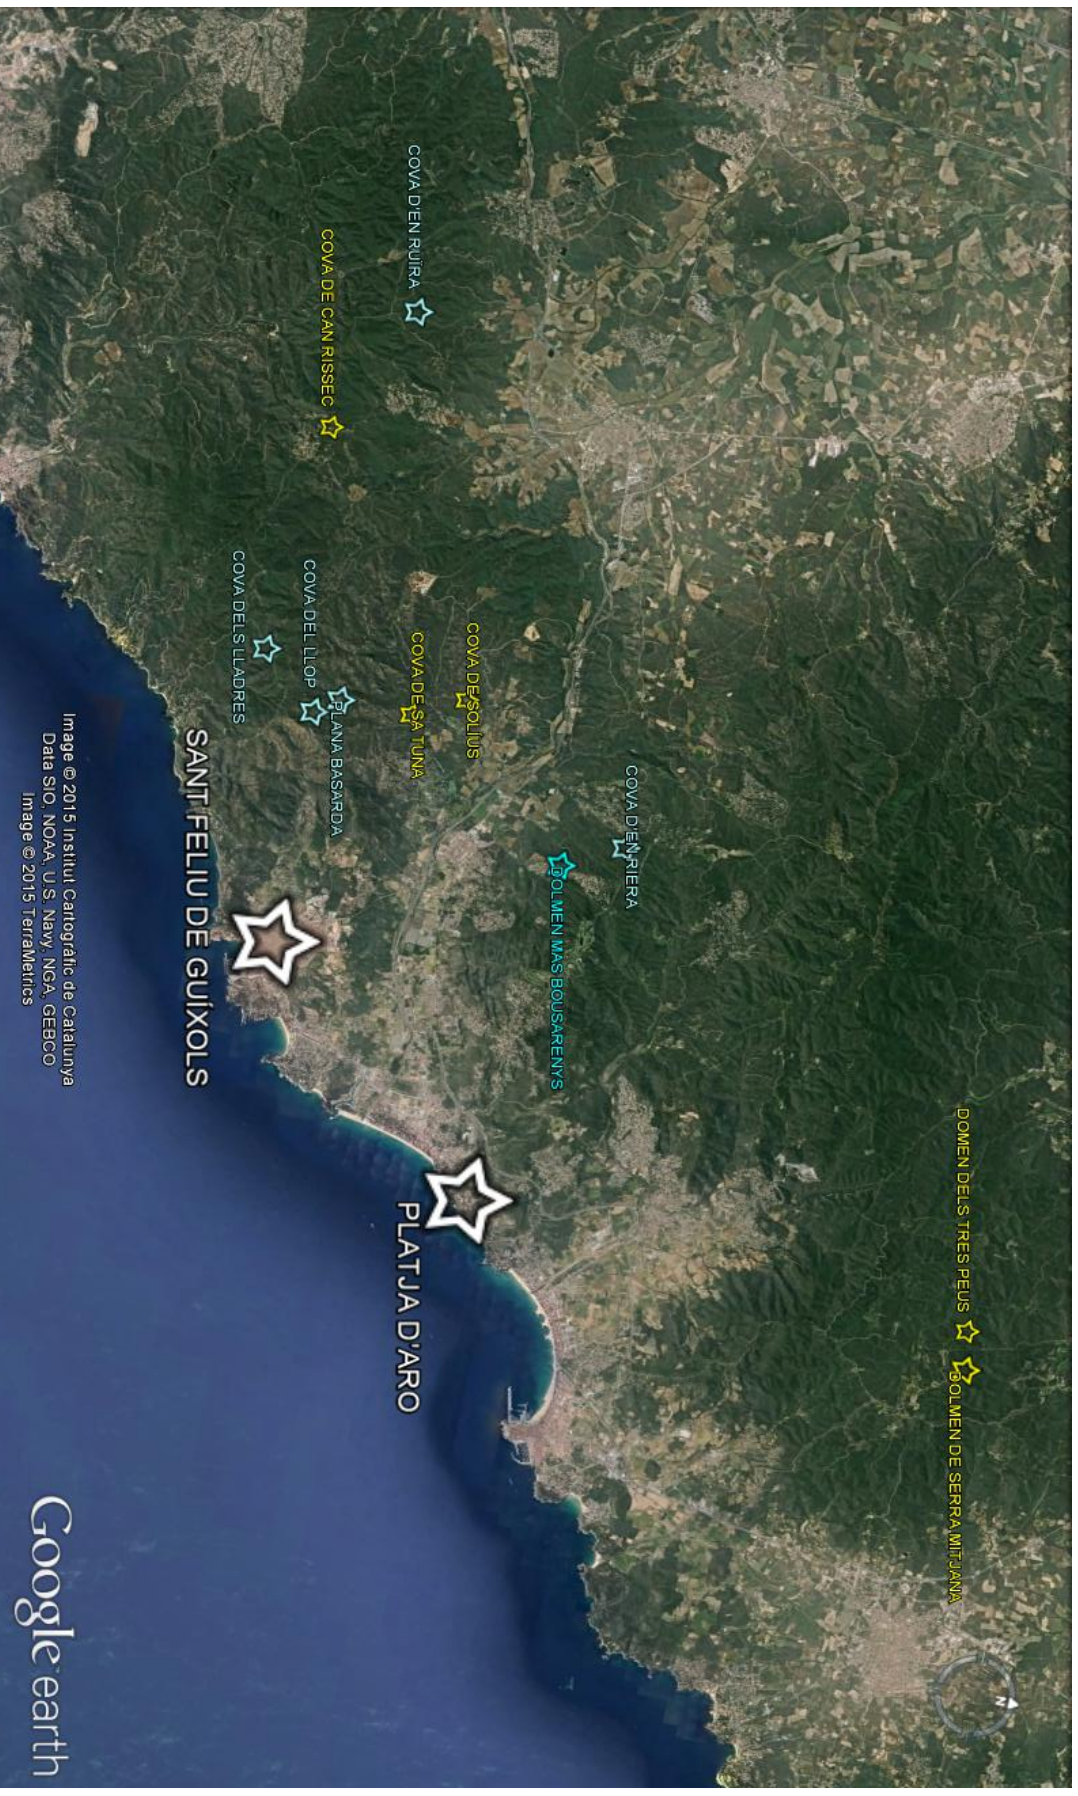 DOMEN DELS TRES PEUS
DOLMEN DE SERRA MITJANA
N
COVA D'EN RIERA
DOLMEN MAS BOUSARENYS
COVA DE SOLIUS
COVA DE SA TUNA
COVA D'EN RUÏRA
COVA DE CAN RISSEC
PLANA BASARDA
COVA DEL LLOP
COVA DELS LLADRES
PLATJA D'ARO
SANT FELIU DE GUÍXOLS
Image © 2015 Institut Cartogràfic de Catalunya
Data SIO, NOAA, U.S. Navy, NGA, GEBCO
Image © 2015 TerraMetrics
Google earth